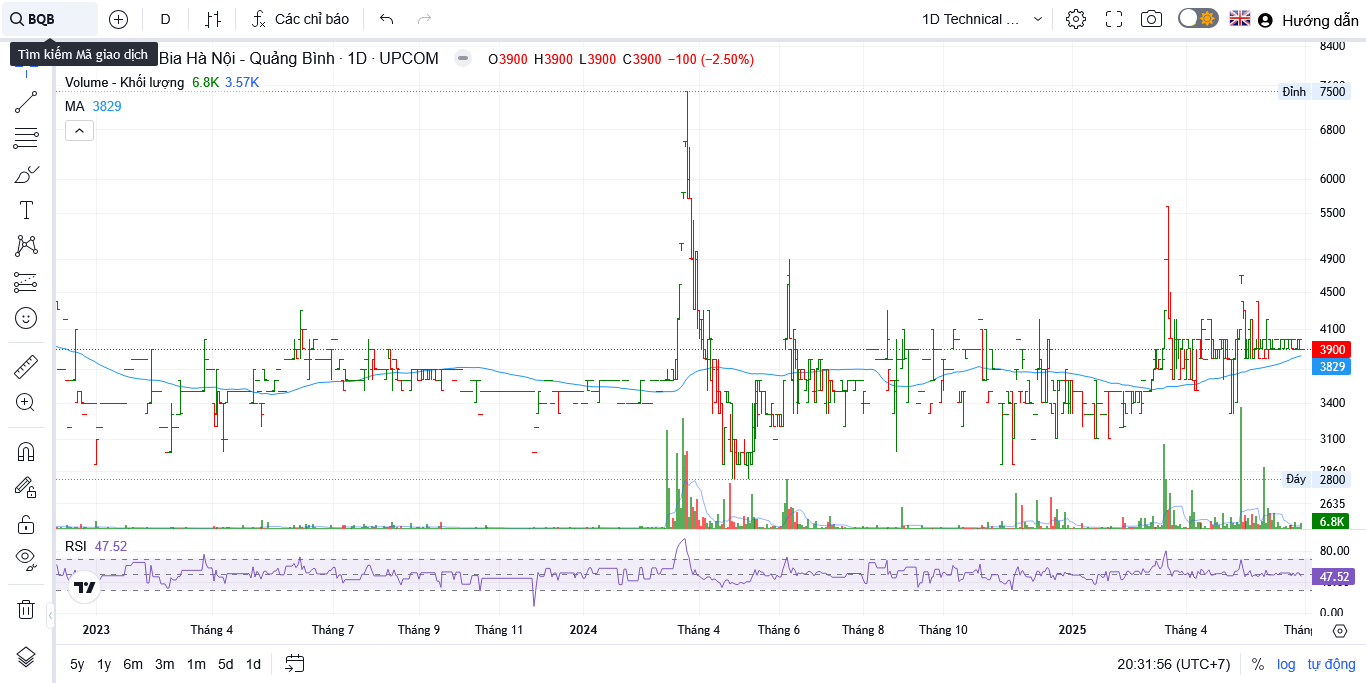 BQB
D
Các chỉ báo
1D Technical ...
Hướng dẫn
Tìm kiếm Mã giao dịch
Bia Hà Nội - Quảng Bình · 1D · UPCOM
O3900 H3900 L3900 C3900 −100 (−2.50%)
Volume - Khối lượng 6.8K 3.57K
MA 3829
8400
Đỉnh 7500
6800
6000
5500
4900
4500
4100
3900
3829
3400
3100
2860
Đáy 2800
2635
6.8K
RSI 47.52
80.00
47.52
0.00
2023 Tháng 4 Tháng 7 Tháng 9 Tháng 11 2024 Tháng 4 Tháng 6 Tháng 8 Tháng 10 2025 Tháng 4
5y 1y 6m 3m 1m 5d 1d
20:31:56 (UTC+7) % log tự động